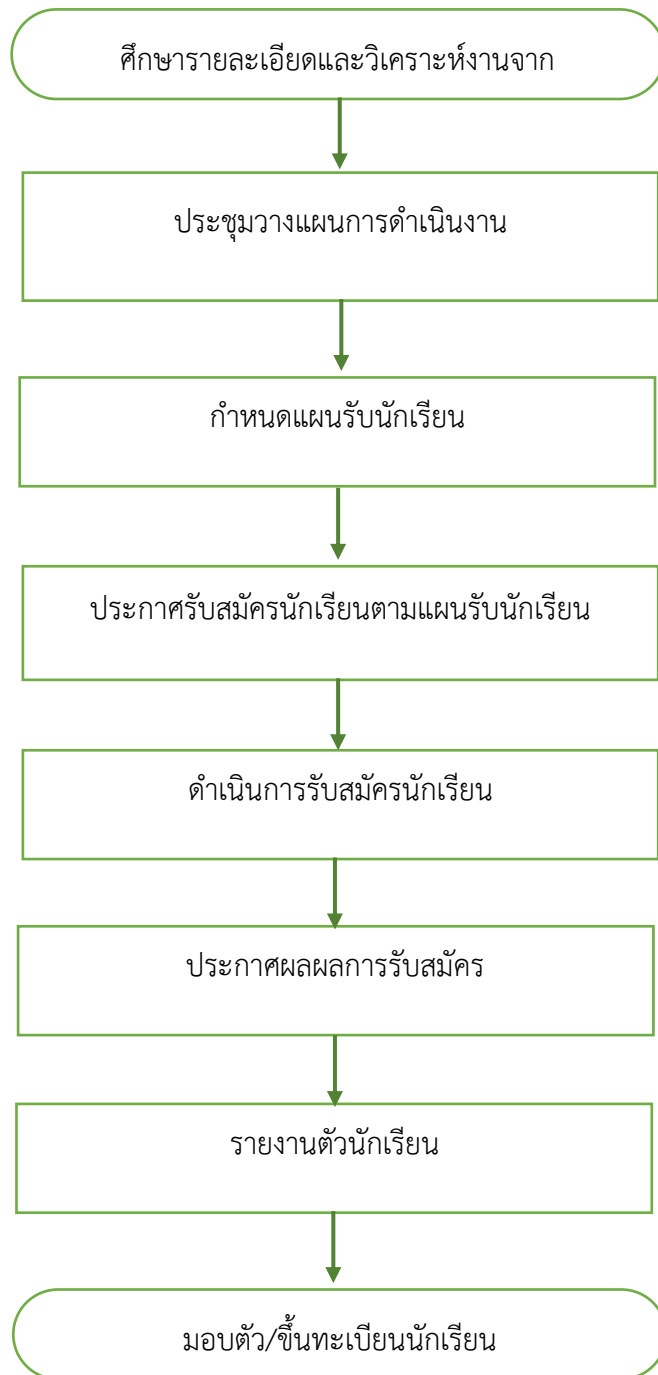 ศึกษารายละเอียดและวิเคราะห์งานจาก
ประชุมวางแผนการดำเนินงาน
กำหนดแผนรับนักเรียน
ประกาศรับสมัครนักเรียนตามแผนรับนักเรียน
ดำเนินการรับสมัครนักเรียน
ประกาศผลผลการรับสมัคร
รายงานตัวนักเรียน
มอบตัว/ขึ้นทะเบียนนักเรียน